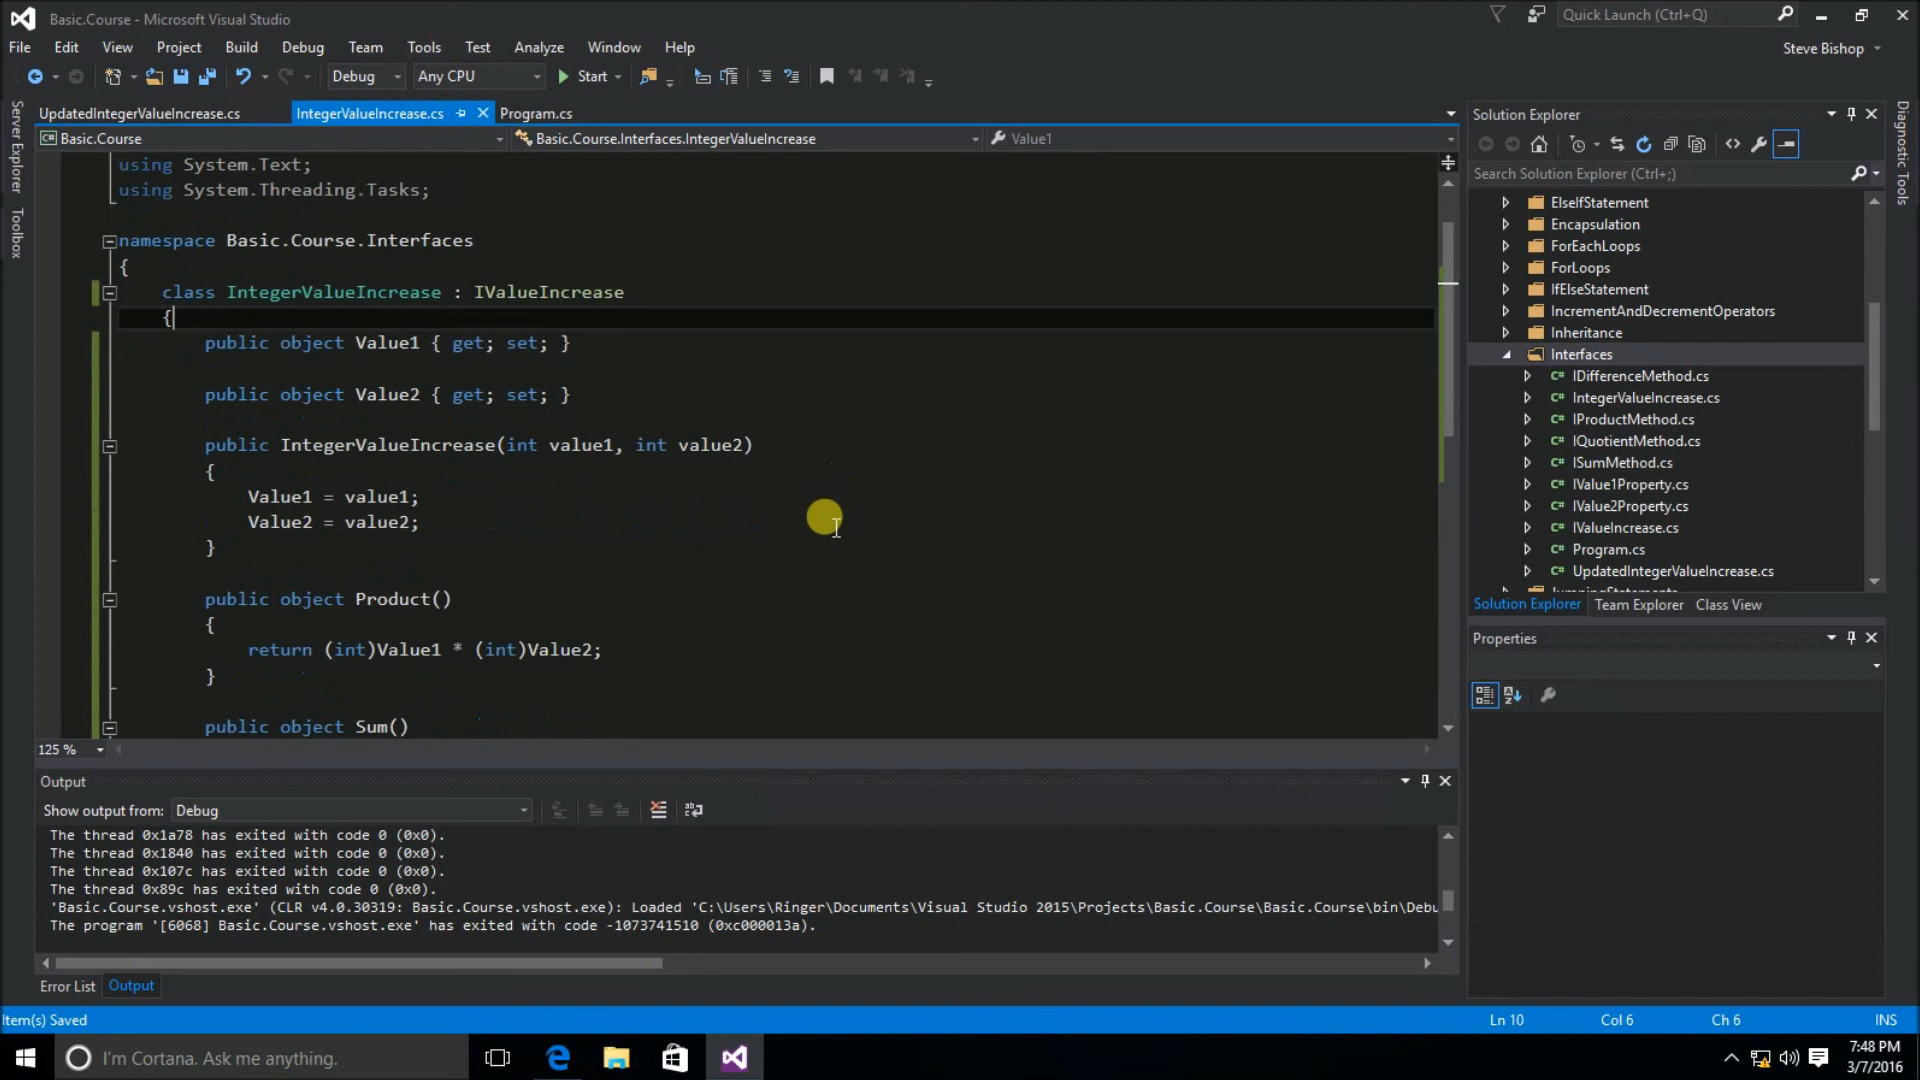 Basic.Course - Microsoft Visual Studio
Quick Launch (Ctrl+Q)
File Edit View Project Build Debug Team Tools Test Analyze Window Help
Steve Bishop
Debug Any CPU Start
UpdatedIntegerValueIncrease.cs IntegerValueIncrease.cs Program.cs
Basic.Course Basic.Course.Interfaces.IntegerValueIncrease Value1
Server Explorer
Toolbox
using System.Text;
using System.Threading.Tasks;
namespace Basic.Course.Interfaces
{
class IntegerValueIncrease : IValueIncrease
{
public object Value1 { get; set; }
public object Value2 { get; set; }
public IntegerValueIncrease(int value1, int value2)
{
Value1 = value1;
Value2 = value2;
}
public object Product()
{
return (int)Value1 * (int)Value2;
}
public object Sum()
125 %
Output
Show output from: Debug
The thread 0x1a78 has exited with code 0 (0x0).
The thread 0x1840 has exited with code 0 (0x0).
The thread 0x107c has exited with code 0 (0x0).
The thread 0x89c has exited with code 0 (0x0).
'Basic.Course.vshost.exe' (CLR v4.0.30319: Basic.Course.vshost.exe): Loaded 'C:\Users\Ringer\Documents\Visual Studio 2015\Projects\Basic.Course\Basic.Course\bin\Debu
The program '[6068] Basic.Course.vshost.exe' has exited with code -1073741510 (0xc000013a).
Error List Output
Solution Explorer
Search Solution Explorer (Ctrl+;)
ElseIfStatement
Encapsulation
ForEachLoops
ForLoops
IfElseStatement
IncrementAndDecrementOperators
Inheritance
Interfaces
C# IDifferenceMethod.cs
C# IntegerValueIncrease.cs
C# IProductMethod.cs
C# IQuotientMethod.cs
C# ISumMethod.cs
C# IValue1Property.cs
C# IValue2Property.cs
C# IValueIncrease.cs
C# Program.cs
C# UpdatedIntegerValueIncrease.cs
JumpingStatements
Solution Explorer Team Explorer Class View
Properties
Diagnostic Tools
Item(s) Saved Ln 10 Col 6 Ch 6 INS
I'm Cortana. Ask me anything.
7:48 PM
3/7/2016